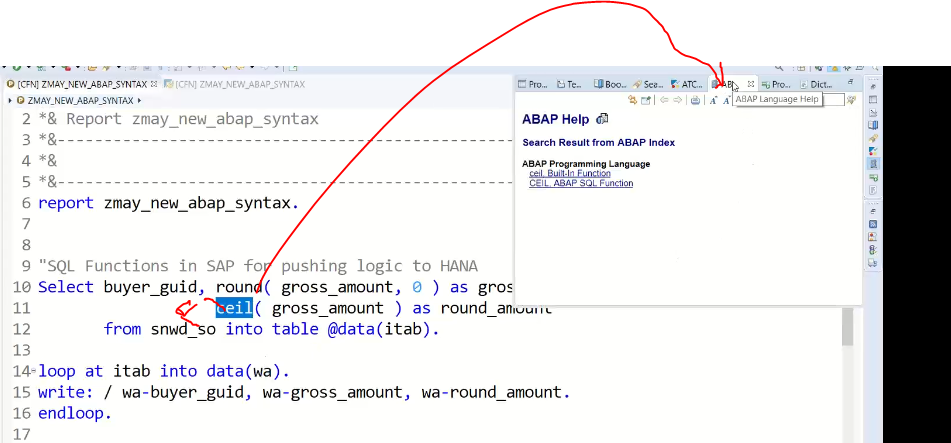 [CFN] ZMAY_NEW_ABAP_SYNTAX
[CFN] ZMAY_NEW_ABAP_SYNTAX
ZMAY_NEW_ABAP_SYNTAX
Pro...
Te...
Boo...
Sea...
ATC...
Pro...
Dict...
ABAP Language Help
ABAP Help
Search Result from ABAP Index
ABAP Programming Language
ceil, Built-In Function
CEIL, ABAP SQL Function
2 *& Report zmay_new_abap_syntax
3 *&---------------------------------------------
4 *&
5 *&---------------------------------------------
6 report zmay_new_abap_syntax.
7
8
9 "SQL Functions in SAP for pushing logic to HANA
10 Select buyer_guid, round( gross_amount, 0 ) as gros
11 ceil( gross_amount ) as round_amount
12 from snwd_so into table @data(itab).
13
14 loop at itab into data(wa).
15 write: / wa-buyer_guid, wa-gross_amount, wa-round_amount.
16 endloop.
17